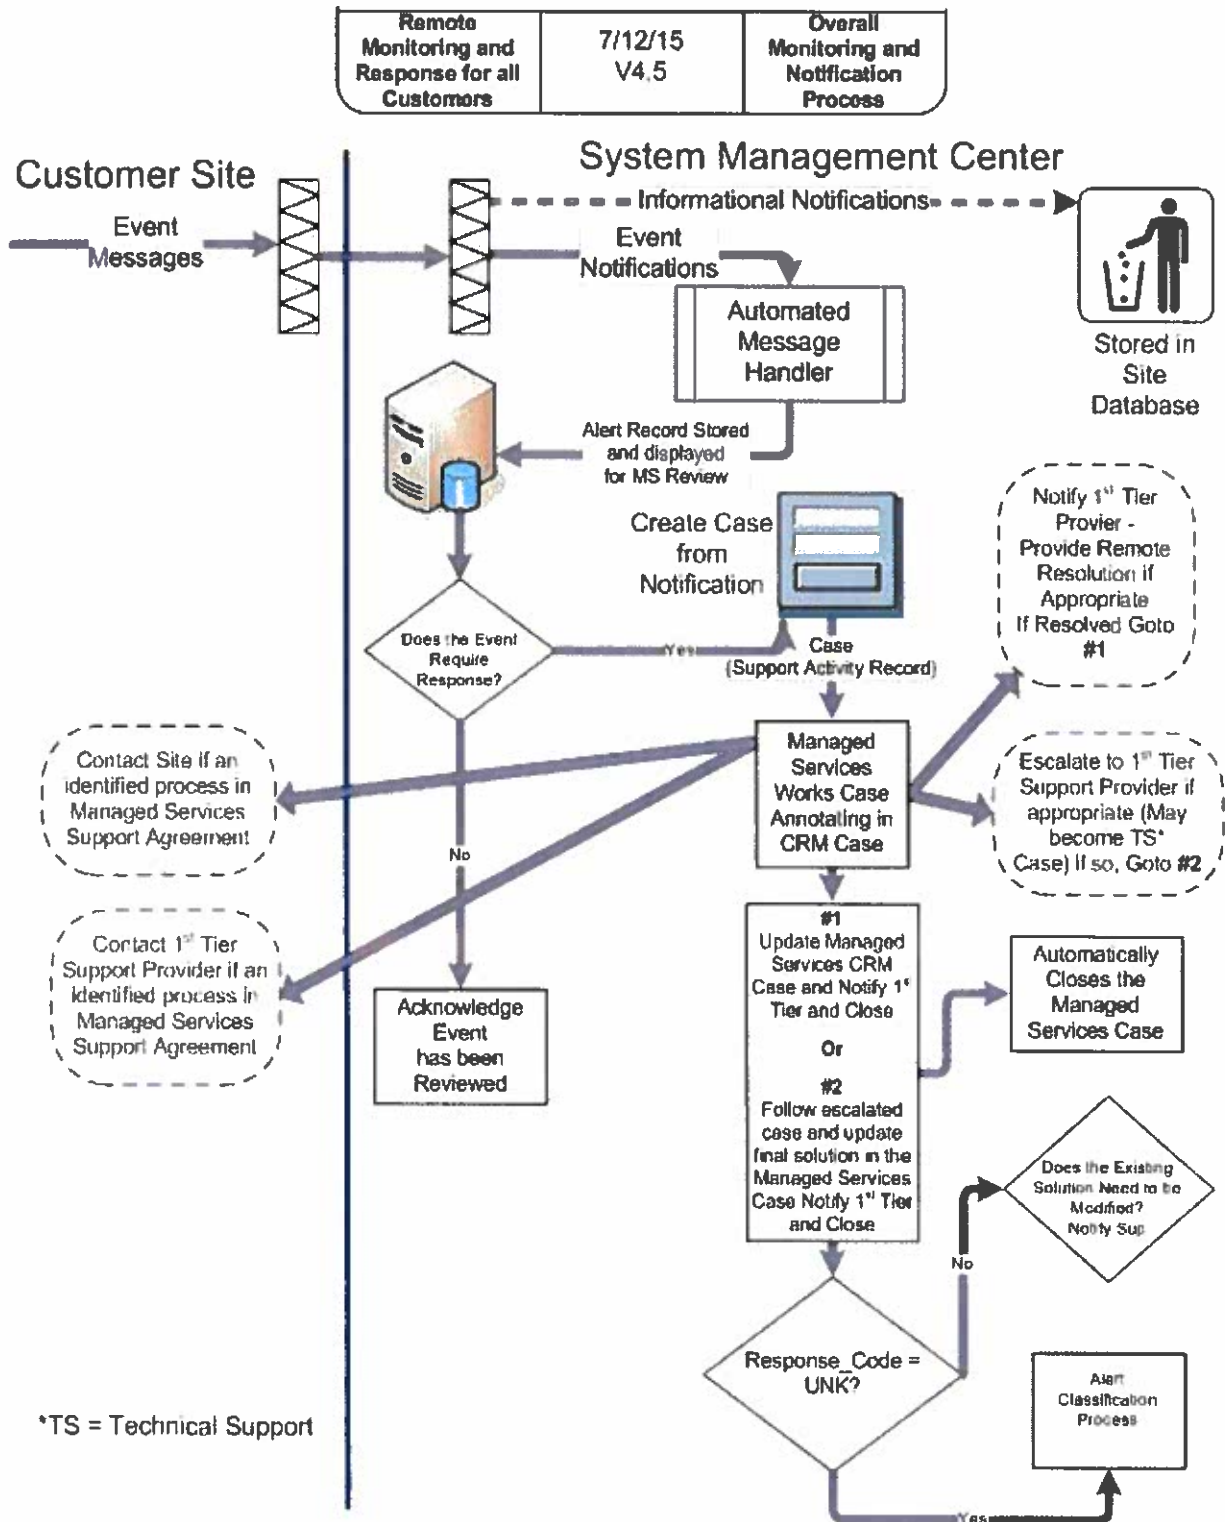 Remote
Monitoring and
Response for all
Customers
7/12/15
V4.5
Overall
Monitoring and
Notification
Process
Customer Site
System Management Center
Event
Messages
Informational Notifications
Event
Notifications
Automated
Message
Handler
Stored in
Site
Database
Alert Record Stored
and displayed
for MS Review
Create Case
from
Notification
Notify 1st Tier
Provier -
Provide Remote
Resolution if
Appropriate
If Resolved Goto
#1
Does the Event
Require
Response?
Yes
Case
(Support Activity Record)
Contact Site if an
identified process in
Managed Services
Support Agreement
Managed
Services
Works Case
Annotating in
CRM Case
Escalate to 1st Tier
Support Provider if
appropriate (May
become TS*
Case) If so, Goto #2
No
Contact 1st Tier
Support Provider if an
identified process in
Managed Services
Support Agreement
Acknowledge
Event
has been
Reviewed
#1
Update Managed
Services CRM
Case and Notify 1st
Tier and Close
Or
#2
Follow escalated
case and update
final solution in the
Managed Services
Case Notify 1st Tier
and Close
Automatically
Closes the
Managed
Services Case
Does the Existing
Solution Need to be
Modified?
Notify Sup
No
Response_Code =
UNK?
Alert
Classification
Process
Yes
*TS = Technical Support